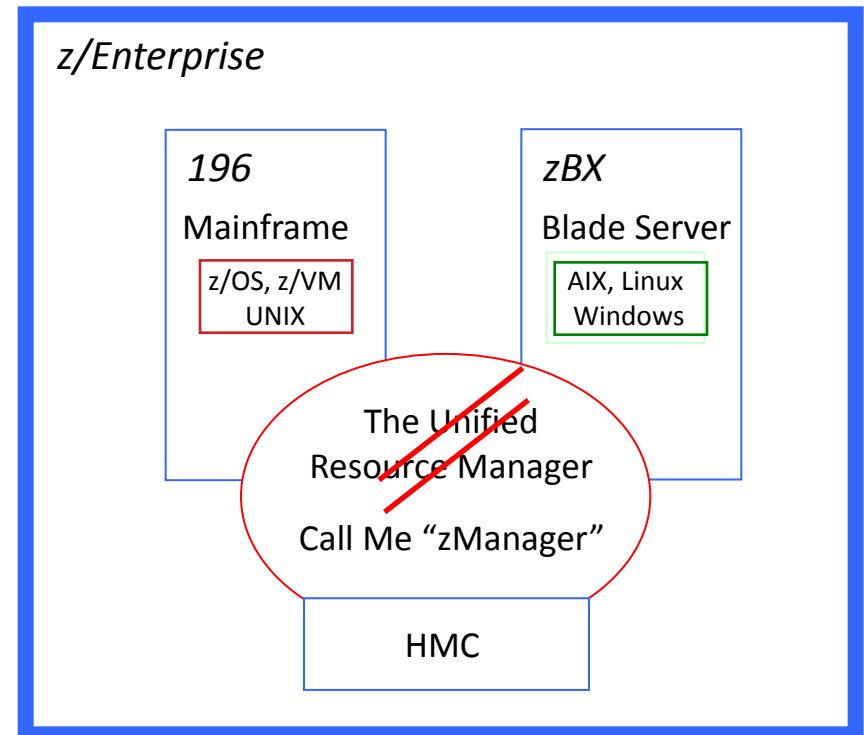 z/Enterprise
196
Mainframe
z/OS, z/VM
UNIX
zBX
Blade Server
AIX, Linux
Windows
The Unified
Resource Manager
Call Me “zManager”
HMC